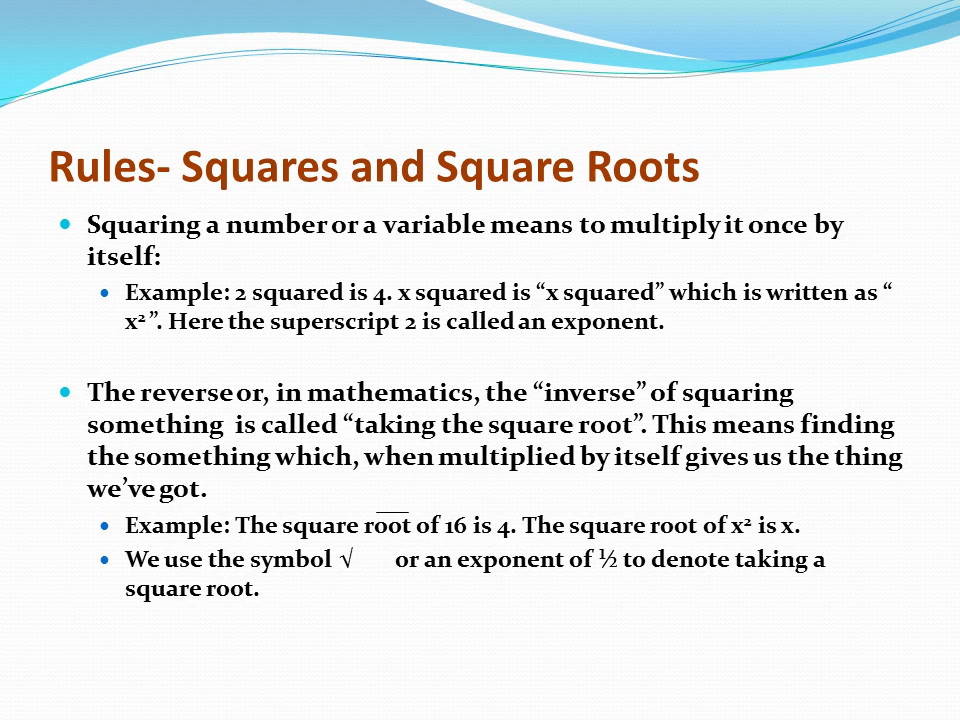 Rules- Squares and Square Roots
• Squaring a number or a variable means to multiply it once by
itself:
• Example: 2 squared is 4. x squared is “x squared” which is written as “
x² ”. Here the superscript 2 is called an exponent.
• The reverse or, in mathematics, the “inverse” of squaring
something is called “taking the square root”. This means finding
the something which, when multiplied by itself gives us the thing
we’ve got.
• Example: The square root of 16 is 4. The square root of x² is x.
• We use the symbol √ or an exponent of ½ to denote taking a
square root.